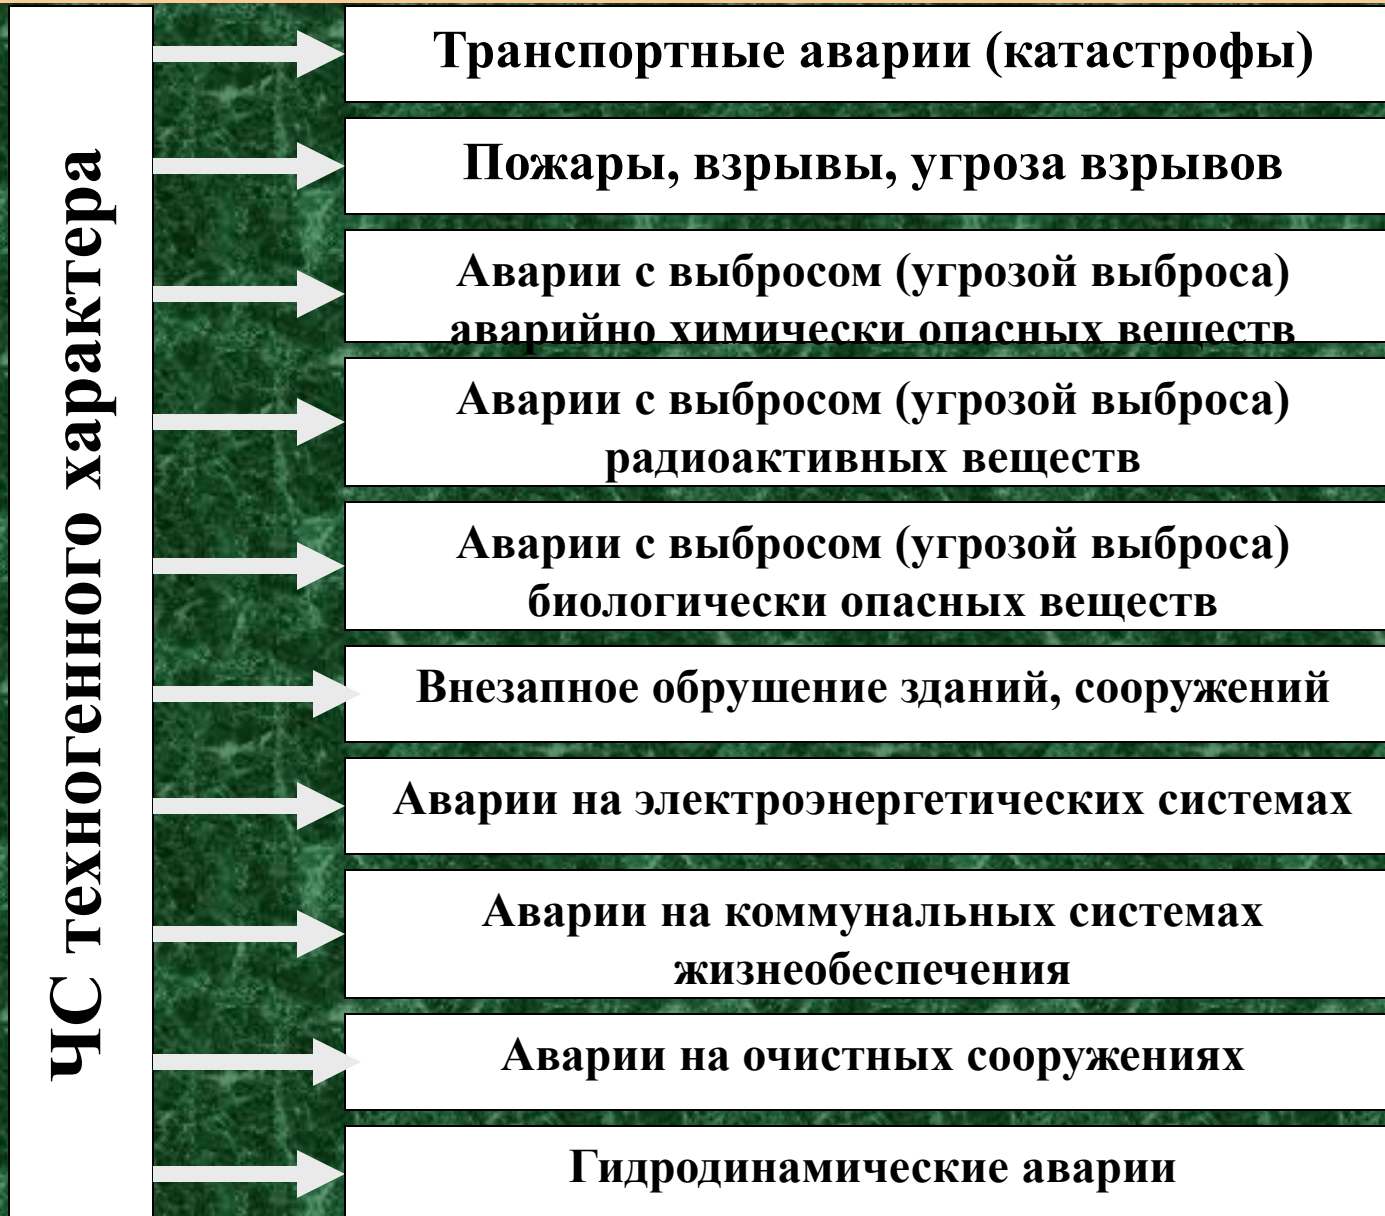 ЧС техногенного характера
Транспортные аварии (катастрофы)
Пожары, взрывы, угроза взрывов
Аварии с выбросом (угрозой выброса)
аварийно химически опасных веществ
Аварии с выбросом (угрозой выброса)
радиоактивных веществ
Аварии с выбросом (угрозой выброса)
биологически опасных веществ
Внезапное обрушение зданий, сооружений
Аварии на электроэнергетических системах
Аварии на коммунальных системах
жизнеобеспечения
Аварии на очистных сооружениях
Гидродинамические аварии